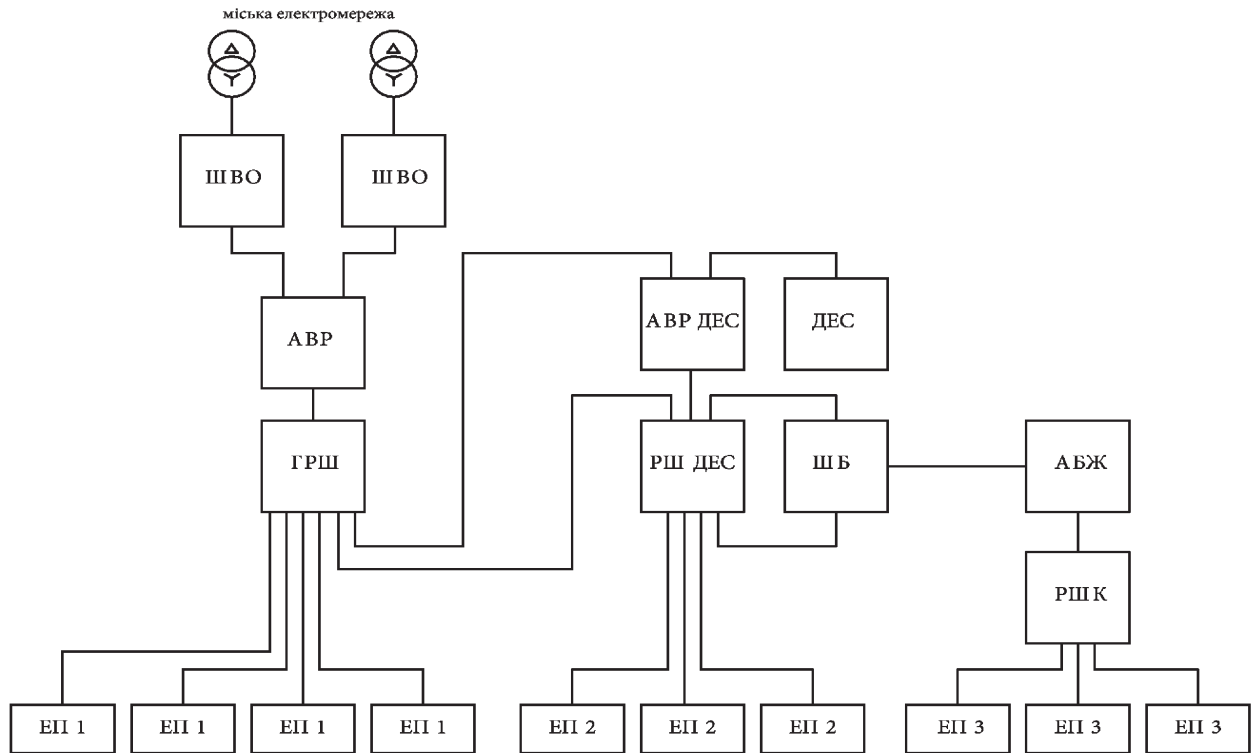 міська електромережа
ШВО
ШВО
АВР
АВР ДЕС
ДЕС
ГРШ
РШ ДЕС
ШБ
АБЖ
РШК
ЕП 1
ЕП 1
ЕП 1
ЕП 1
ЕП 2
ЕП 2
ЕП 2
ЕП 3
ЕП 3
ЕП 3